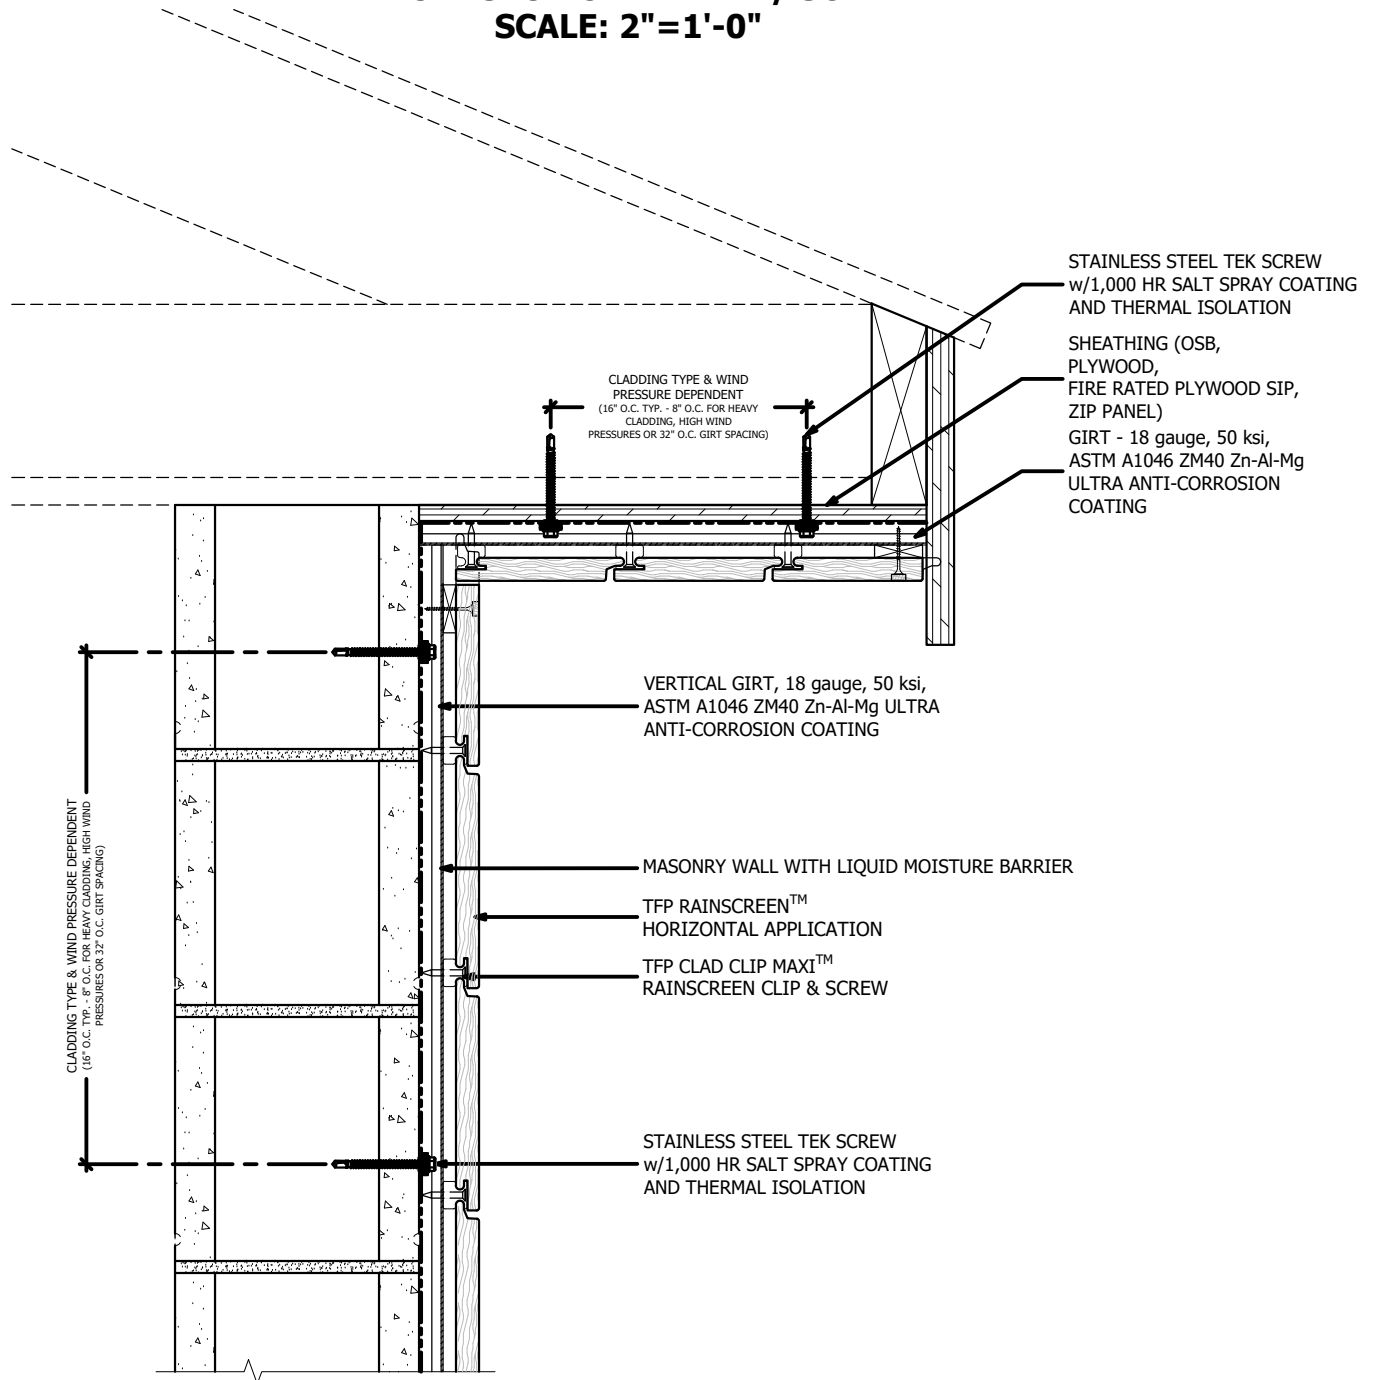 SCALE: 2"=1'-0"
STAINLESS STEEL TEK SCREW
w/1,000 HR SALT SPRAY COATING
AND THERMAL ISOLATION
SHEATHING (OSB,
PLYWOOD,
FIRE RATED PLYWOOD SIP,
ZIP PANEL)
GIRT - 18 gauge, 50 ksi,
ASTM A1046 ZM40 Zn-Al-Mg
ULTRA ANTI-CORROSION
COATING
CLADDING TYPE & WIND
PRESSURE DEPENDENT
(16" O.C. TYP. - 8" O.C. FOR HEAVY
CLADDING, HIGH WIND
PRESSURES OR 32" O.C. GIRT SPACING)
VERTICAL GIRT, 18 gauge, 50 ksi,
ASTM A1046 ZM40 Zn-Al-Mg ULTRA
ANTI-CORROSION COATING
CLADDING TYPE & WIND PRESSURE DEPENDENT
(16" O.C. TYP. - 8" O.C. FOR HEAVY CLADDING, HIGH WIND
PRESSURES OR 32" O.C. GIRT SPACING)
MASONRY WALL WITH LIQUID MOISTURE BARRIER
TFP RAINSCREEN™
HORIZONTAL APPLICATION
TFP CLAD CLIP MAXI™
RAINSCREEN CLIP & SCREW
STAINLESS STEEL TEK SCREW
w/1,000 HR SALT SPRAY COATING
AND THERMAL ISOLATION